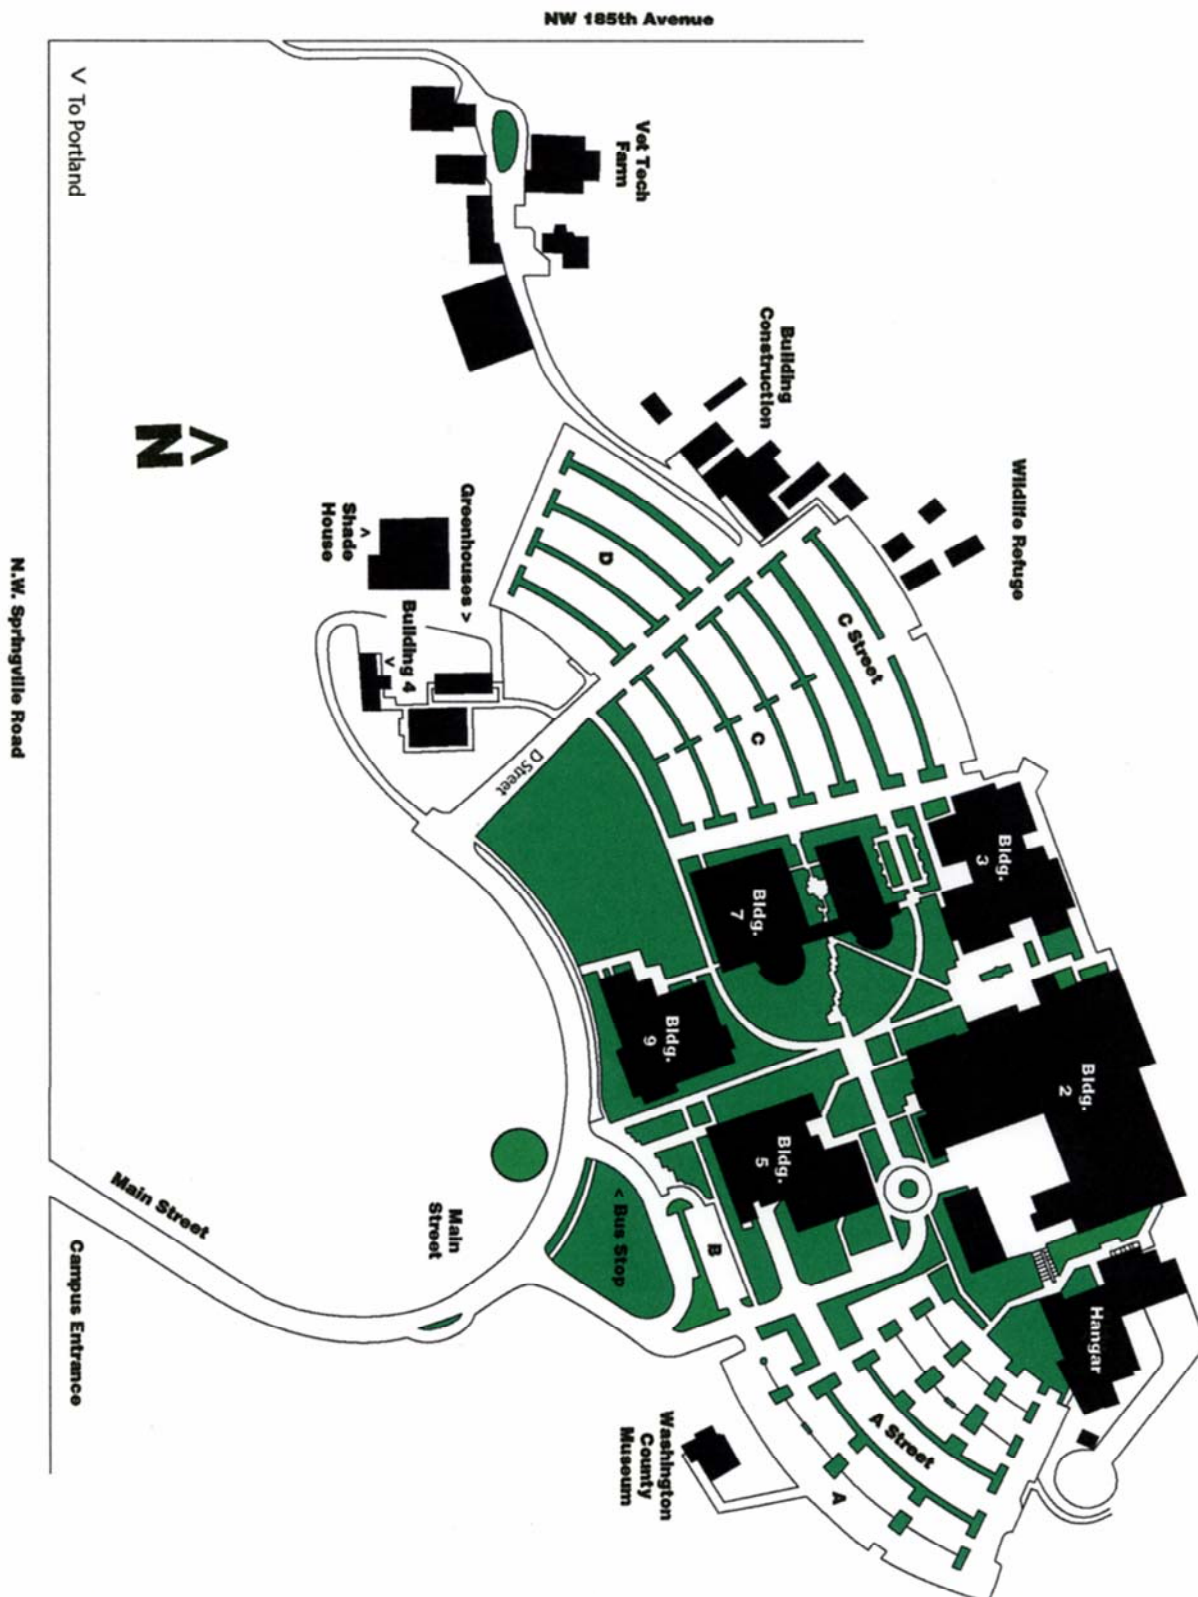 NW 185th Avenue
< To Portland
Vet Tech
Farm
Building
Construction
Wildlife Refuge
N
Greenhouses >
^
Shade
House
Building 4
v
D
C Street
C
D Street
N.W. Springville Road
Bldg.
3
Bldg.
7
Bldg.
2
Bldg.
9
Bldg.
5
Main Street
Main
Street
< Bus Stop
B
Hangar
Campus Entrance
A Street
A
Washington
County
Museum